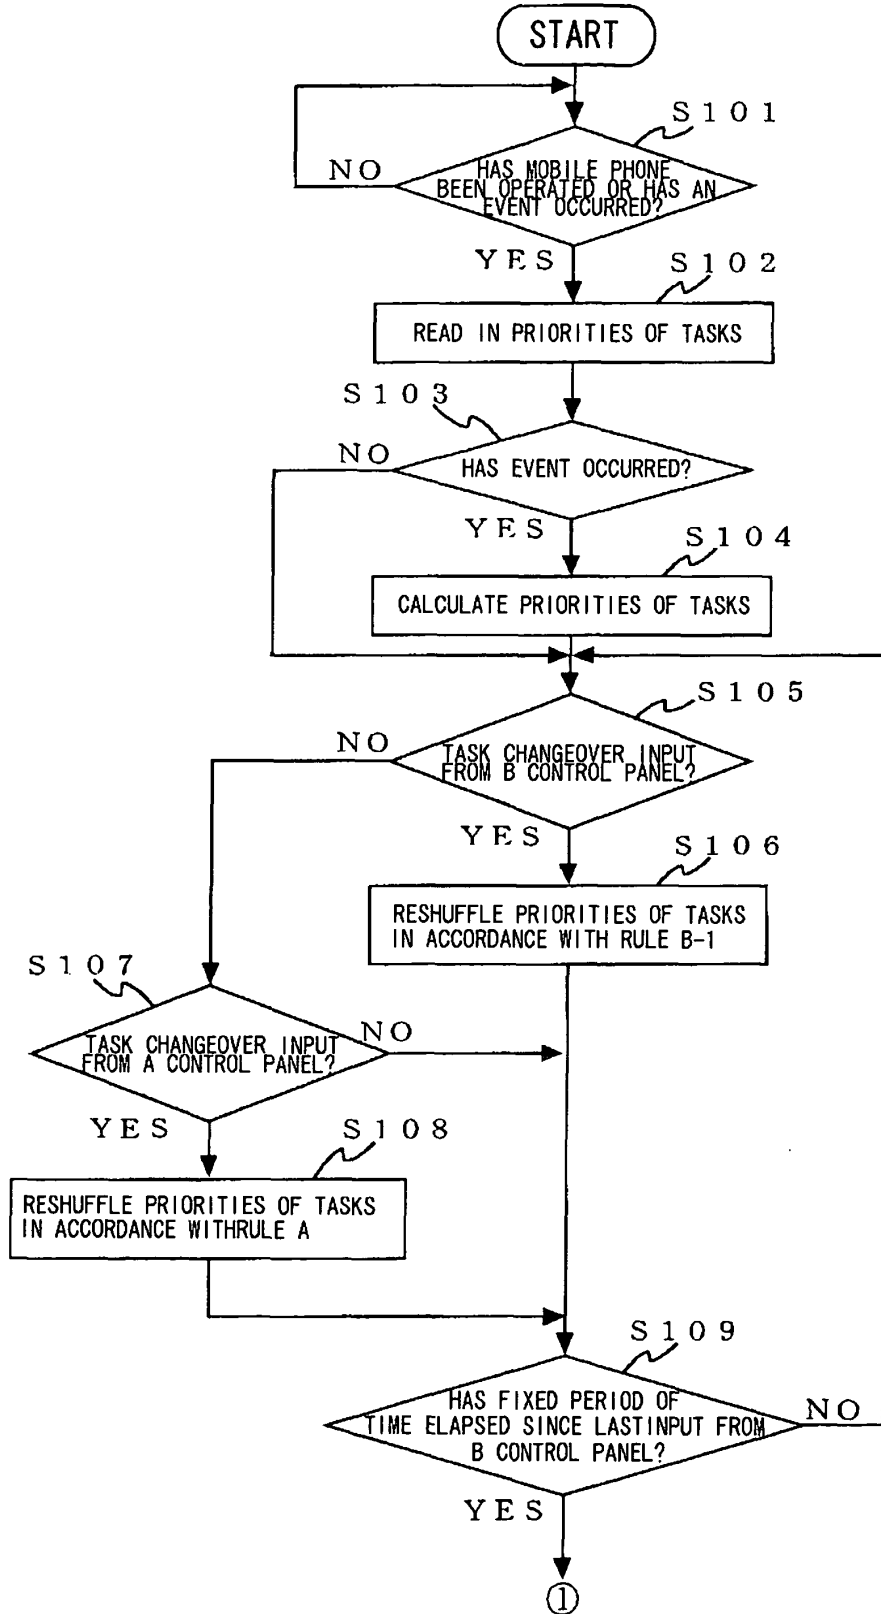 START
S101
HAS MOBILE PHONE
BEEN OPERATED OR HAS AN
EVENT OCCURRED?
NO
YES
S102
READ IN PRIORITIES OF TASKS
S103
NO
HAS EVENT OCCURRED?
YES
S104
CALCULATE PRIORITIES OF TASKS
S105
NO
TASK CHANGEOVER INPUT
FROM B CONTROL PANEL?
YES
S106
RESHUFFLE PRIORITIES OF TASKS
IN ACCORDANCE WITH RULE B-1
S107
NO
TASK CHANGEOVER INPUT
FROM A CONTROL PANEL?
YES
S108
RESHUFFLE PRIORITIES OF TASKS
IN ACCORDANCE WITHRULE A
S109
HAS FIXED PERIOD OF
TIME ELAPSED SINCE LASTINPUT FROM
B CONTROL PANEL?
NO
YES
①